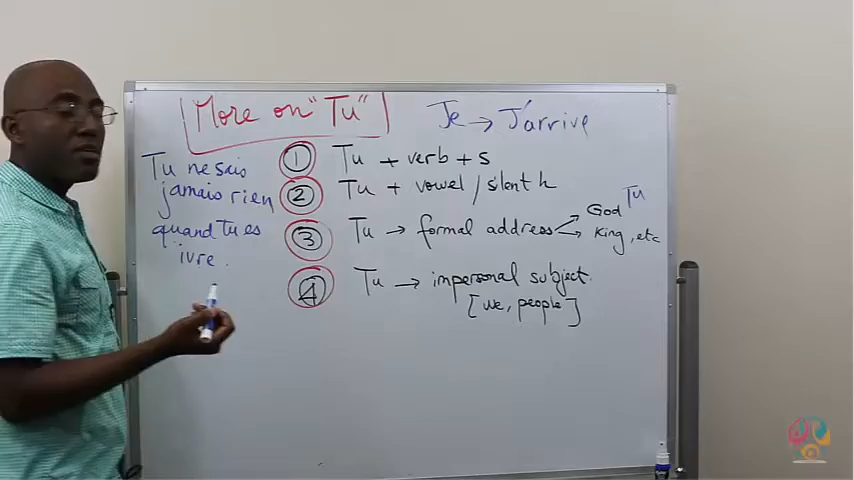 More on "Tu"
Je → J'arrive
Tu ne sais
jamais rien
quand Tu es
ivre.
① Tu + verb + s
② Tu + vowel / silent h
③ Tu → formal address
God Tu
King, etc
④ Tu → impersonal subject.
[we, people]